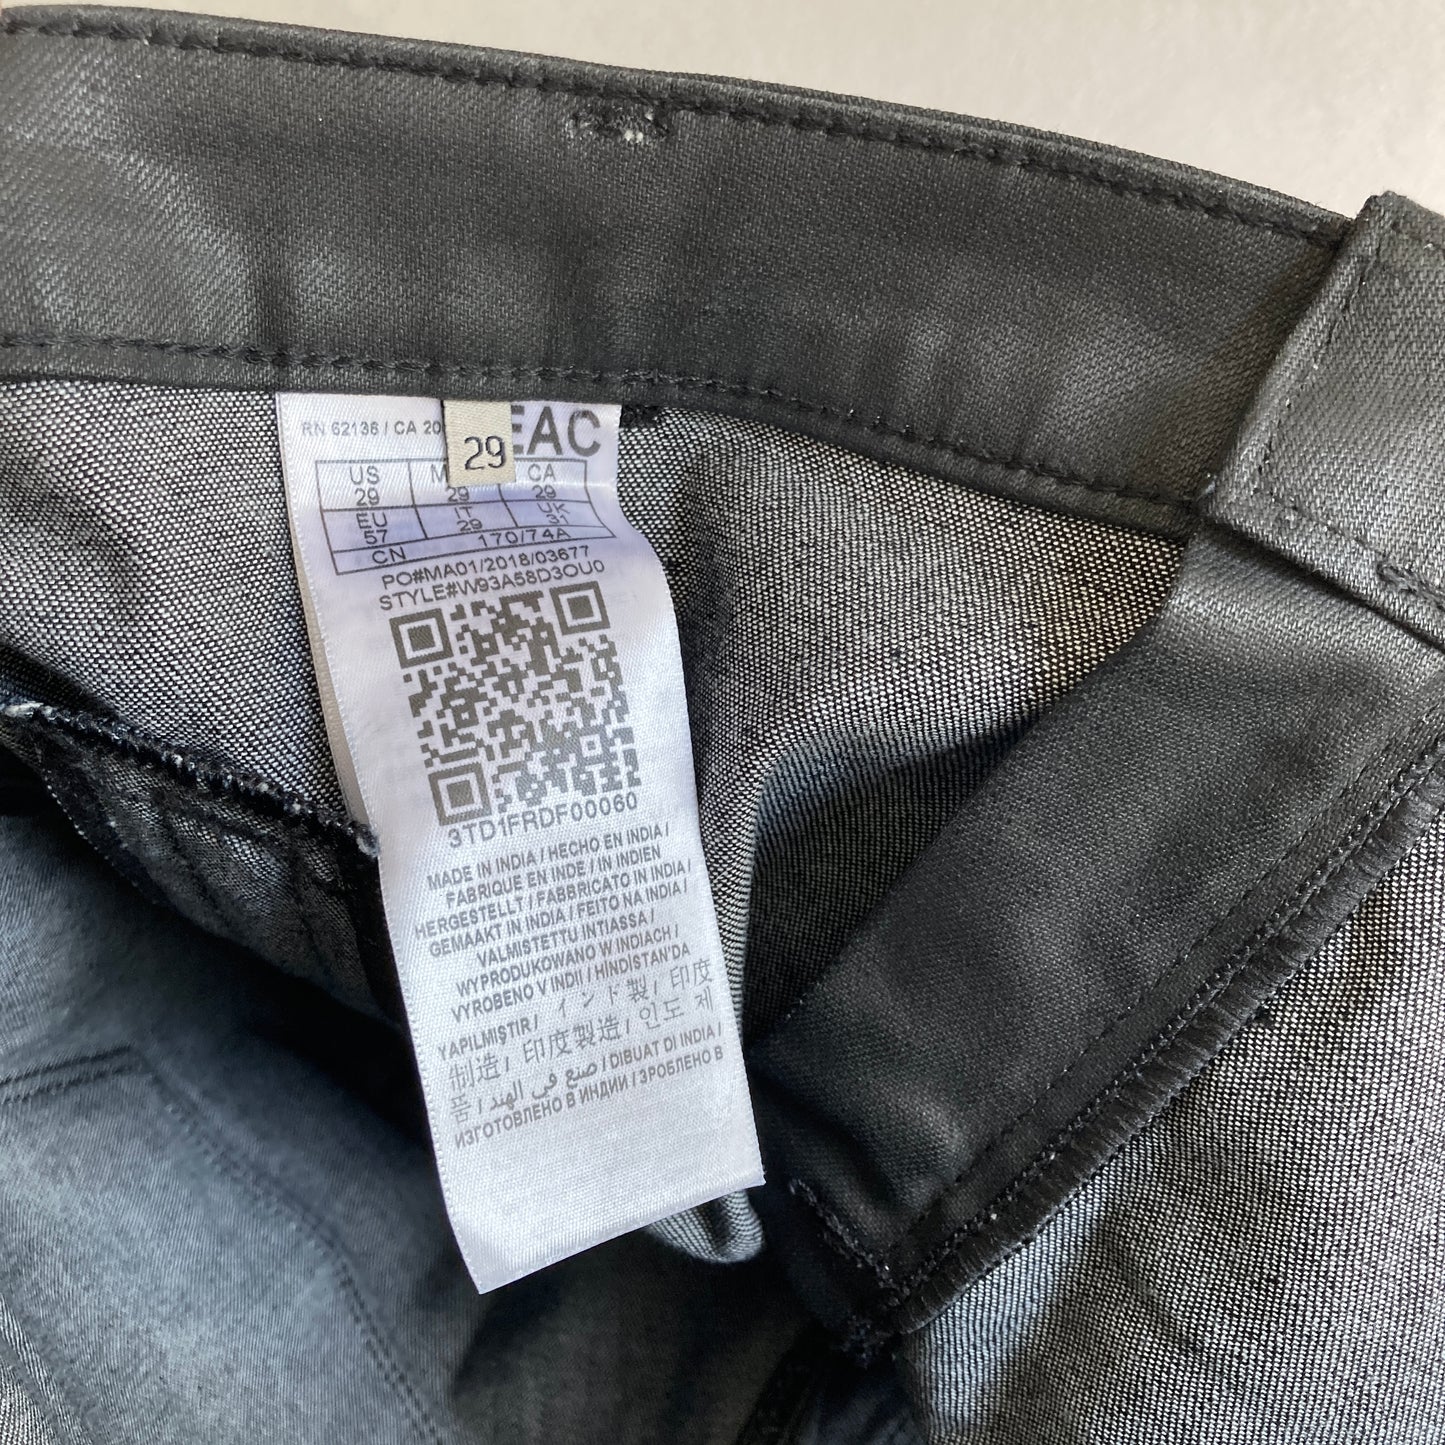 RN 62136 / CA 20
EAC
29
US M CA
29 29 29
EU IT UK
57 29 31
CN 170/74A
PO#MA01/2018/03677
STYLE#W93A58D3OU0
3TD1FRDF00060
MADE IN INDIA / HECHO EN INDIA /
FABRIQUE EN INDE / IN INDIEN
HERGESTELLT / FABBRICATO IN INDIA /
GEMAAKT IN INDIA / FEITO NA INDIA /
VALMISTETTU INTIASSA /
WYPRODUKOWANO W INDIACH /
VYROBENO V INDII / HİNDİSTAN'DA
YAPILMIŞTIR / インド製 / 印度
制造 / 印度製造 / 인도 제
품 / صنع في الهند / DIBUAT DI INDIA /
ИЗГОТОВЛЕНО В ИНДИИ / ЗРОБЛЕНО В